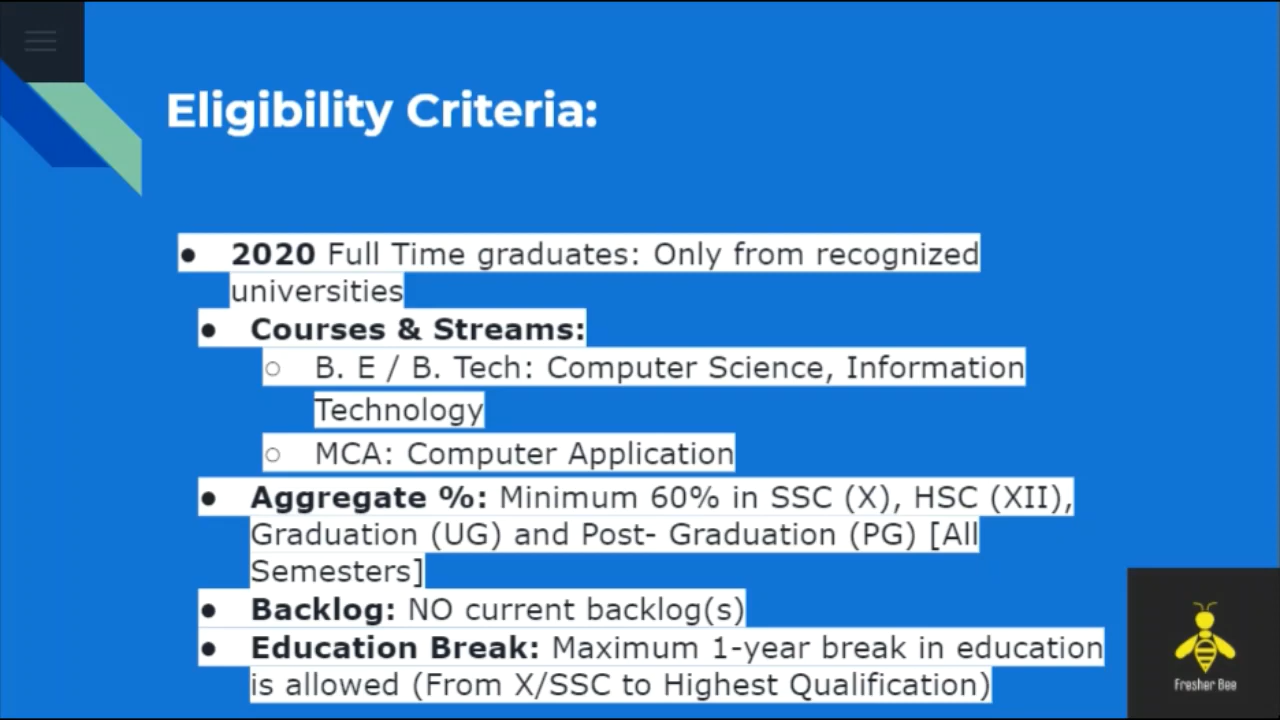 Eligibility Criteria:
● 2020 Full Time graduates: Only from recognized
universities
● Courses & Streams:
○ B. E / B. Tech: Computer Science, Information
Technology
○ MCA: Computer Application
● Aggregate %: Minimum 60% in SSC (X), HSC (XII),
Graduation (UG) and Post- Graduation (PG) [All
Semesters]
● Backlog: NO current backlog(s)
● Education Break: Maximum 1-year break in education
is allowed (From X/SSC to Highest Qualification)
Fresher Bee